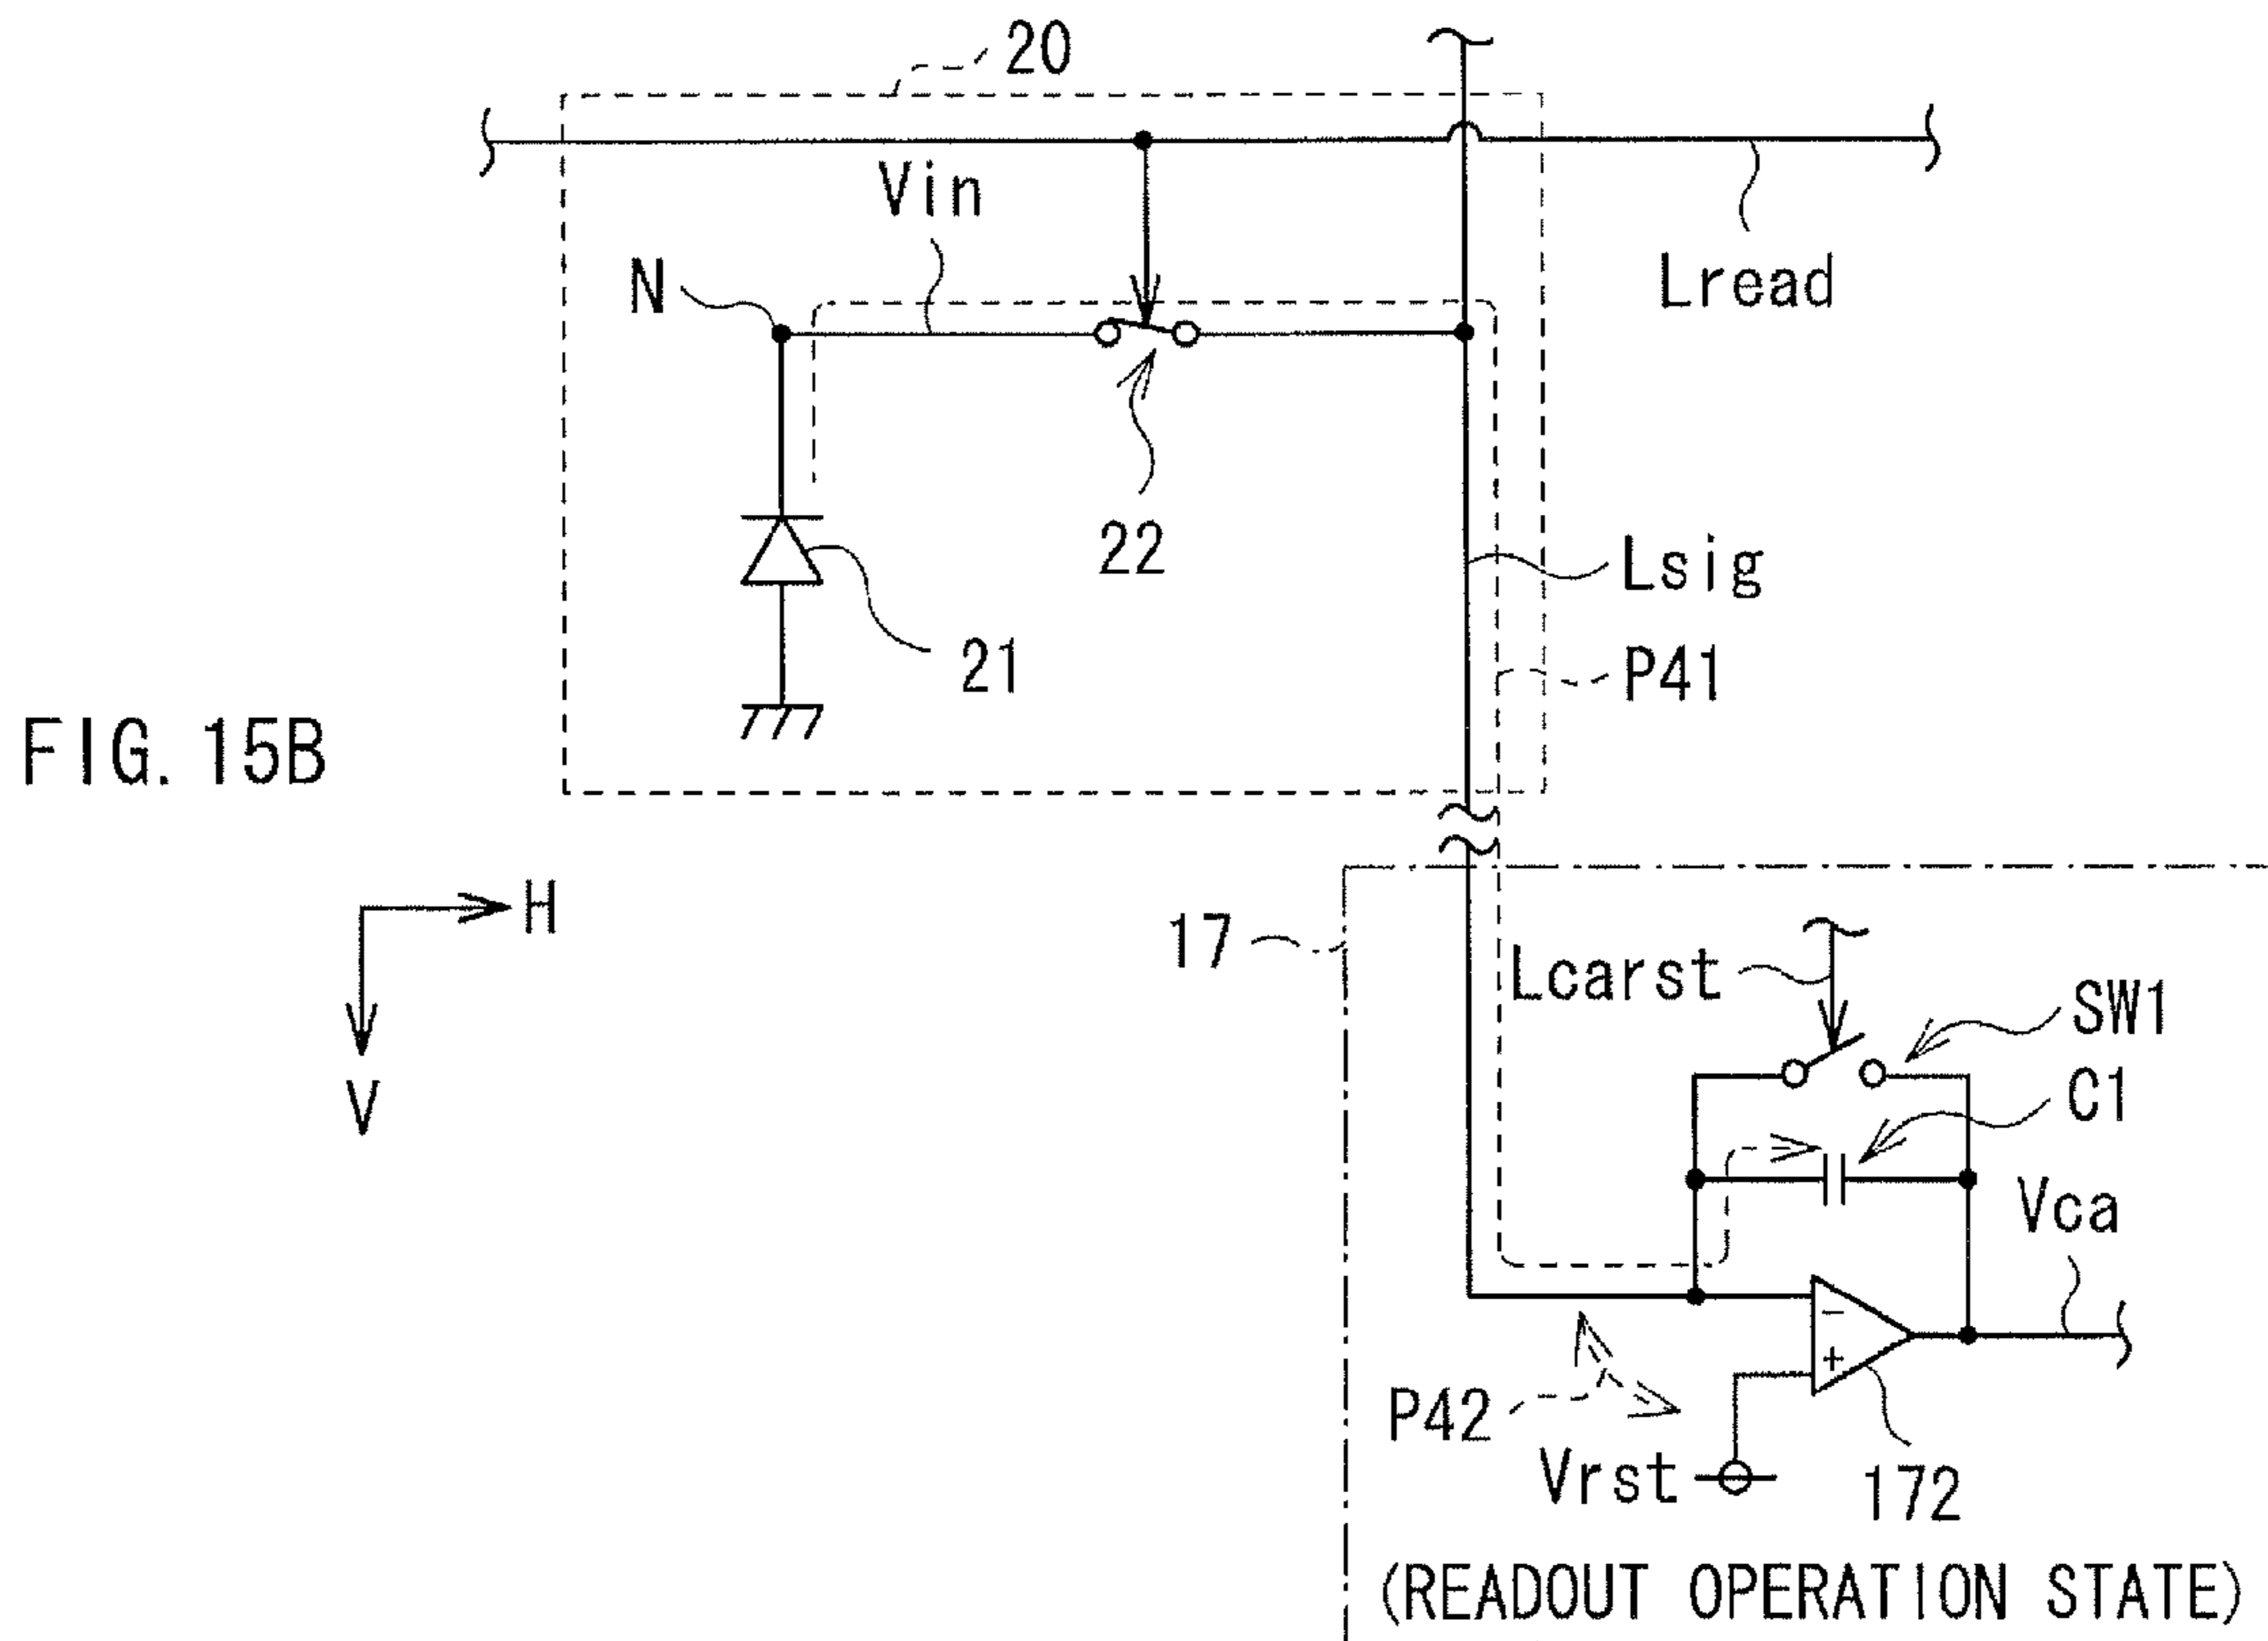 20
Vin
N
Lread
22
Lsig
21
P41
FIG. 15B
H
17
Lcarst
SW1
C1
V
Vca
−
+
P42
Vrst
172
(READOUT OPERATION STATE)